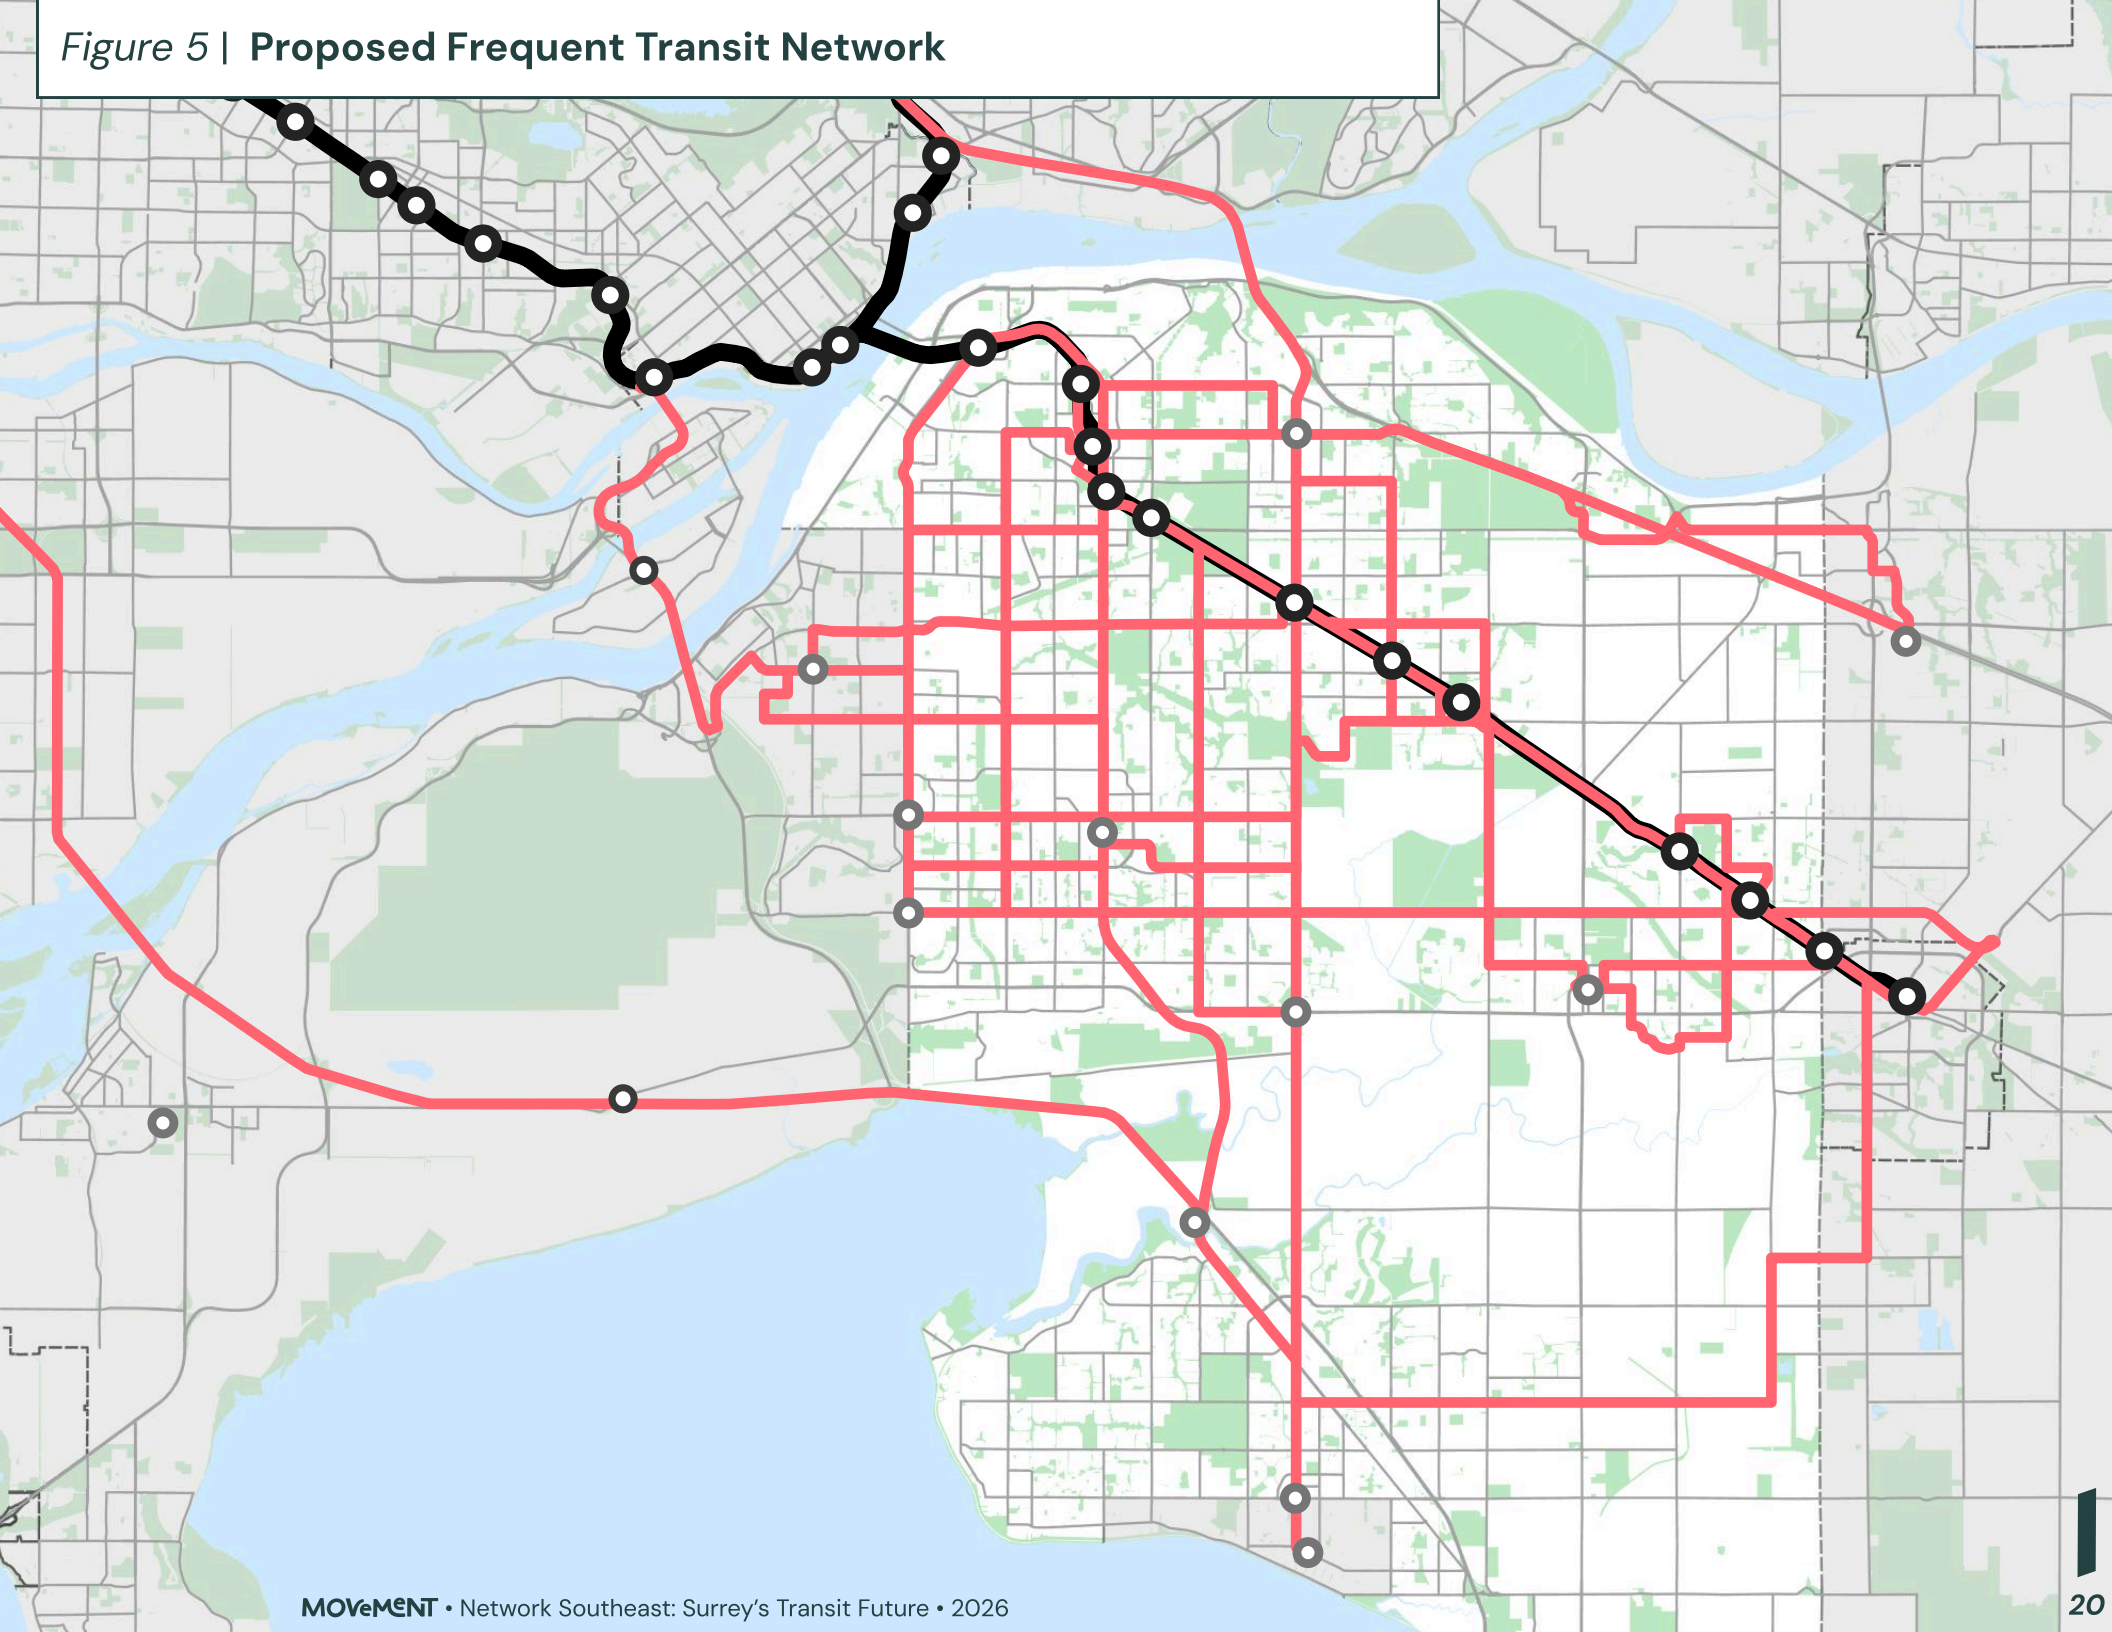 Figure 5 | Proposed Frequent Transit Network
MOVeMeNT • Network Southeast: Surrey's Transit Future • 2026
20